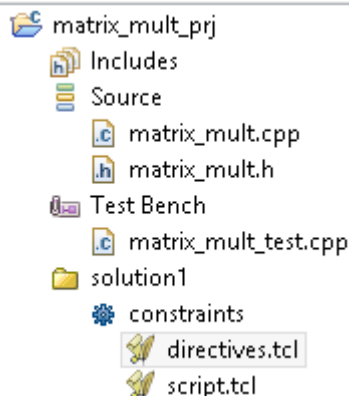 matrix_mult_prj
Includes
Source
matrix_mult.cpp
matrix_mult.h
Test Bench
matrix_mult_test.cpp
solution1
constraints
directives.tcl
script.tcl